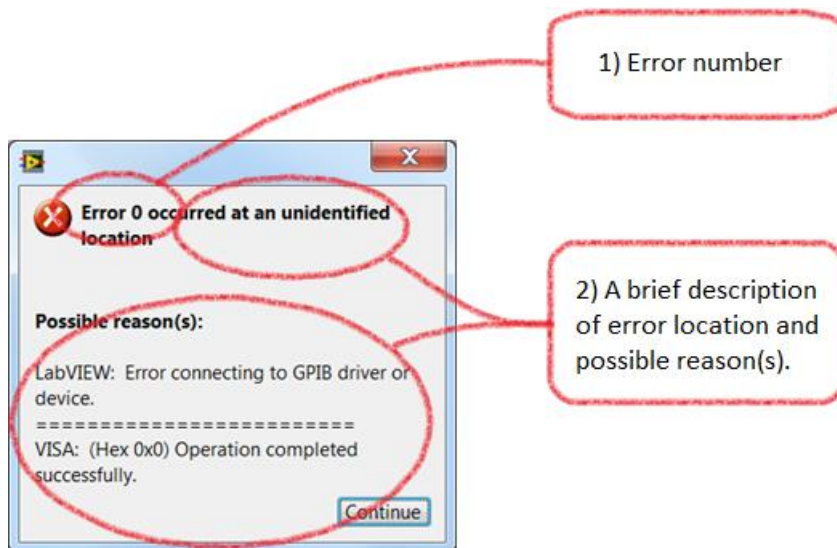 1) Error number
Error 0 occurred at an unidentified
location
Possible reason(s):
LabVIEW: Error connecting to GPIB driver or
device.
=========================
VISA: (Hex 0x0) Operation completed
successfully.
Continue
2) A brief description
of error location and
possible reason(s).